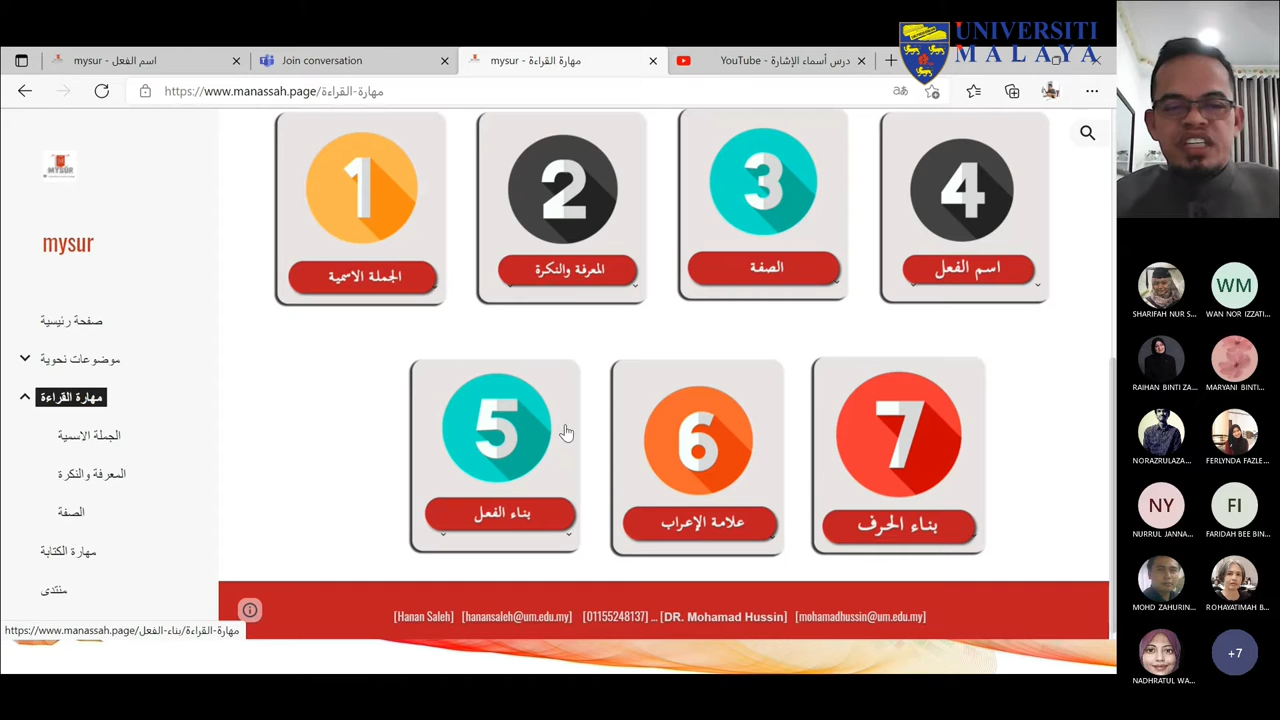 UNIVERSITI
MALAYA
mysur - اسم الفعل
Join conversation
mysur - مهارة القراءة
YouTube - درس أسماء الإشارة
https://www.manassah.page/مهارة-القراءة
MYSUR
mysur
صفحة رئيسية
موضوعات نحوية
مهارة القراءة
الجملة الاسمية
المعرفة والنكرة
الصفة
مهارة الكتابة
منتدى
1
الجملة الاسمية
2
المعرفة والنكرة
3
الصفة
4
اسم الفعل
5
بناء الفعل
6
علامة الإعراب
7
بناء الحرف
[Hanan Saleh] [hanansaleh@um.edu.my] [01155248137] ... [DR. Mohamad Hussin] [mohamadhussin@um.edu.my]
https://www.manassah.page/مهارة-القراءة/بناء-الفعل
SHARIFAH NUR S...
WM
WAN NOR IZZATI...
RAIHAN BINTI ZA...
MARYANI BINTI...
NORAZRULAZA...
FERLYNDA FAZLE...
NY
NURRUL JANNA...
FI
FARIDAH BEE BIN...
MOHD ZAHURIN...
ROHAYATIMAH B...
NADHRATUL WA...
+7